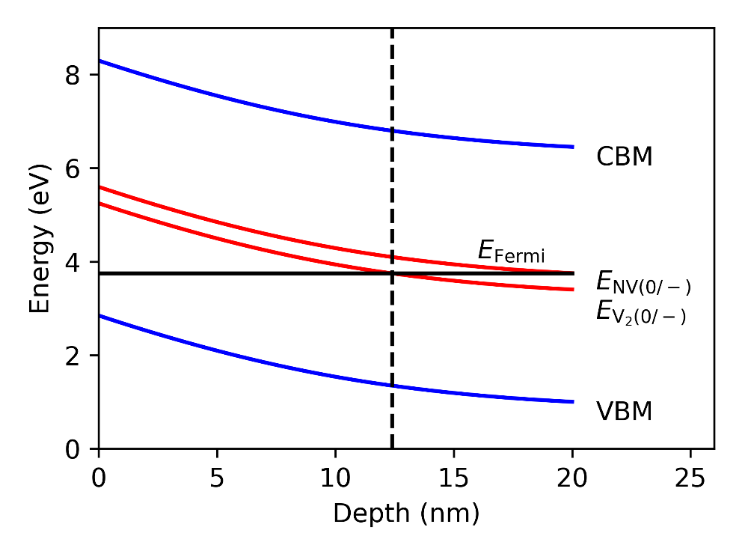 8
6
4
2
0
Energy (eV)
CBM
E_Fermi
E_NV(0/−)
E_V₂(0/−)
VBM
0 5 10 15 20 25
Depth (nm)